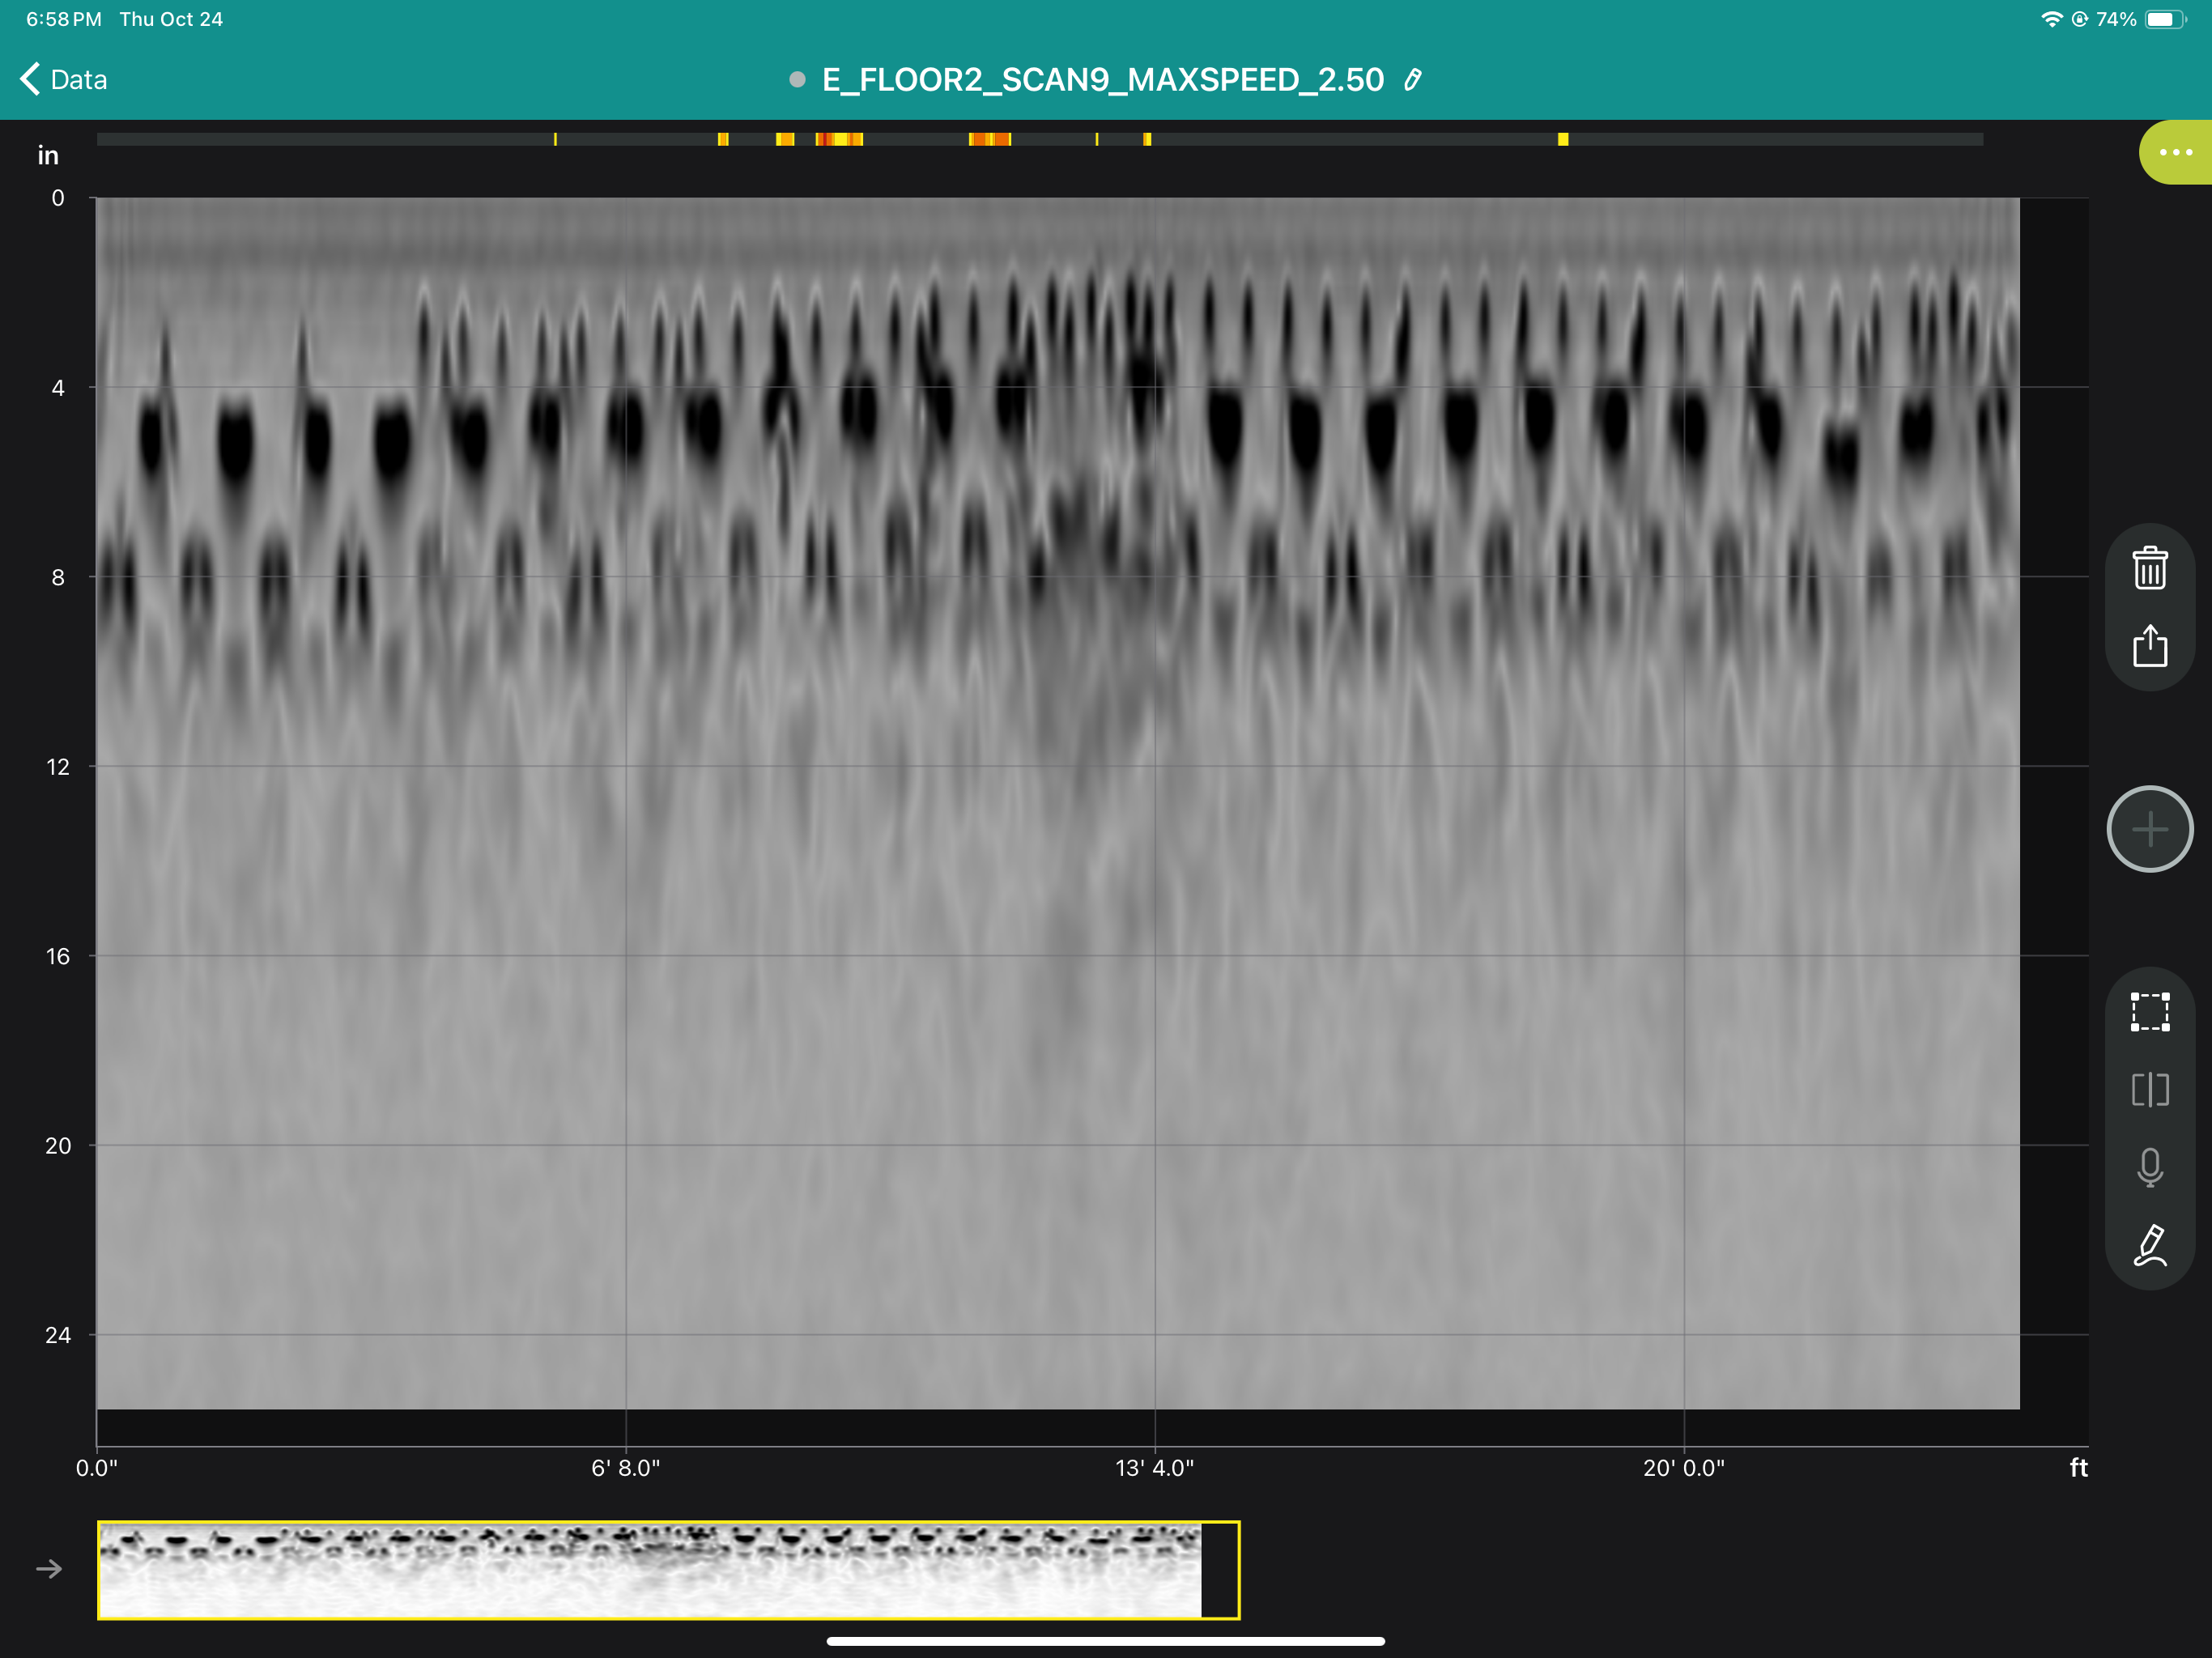 6:58 PM Thu Oct 24
74%
Data
E_FLOOR2_SCAN9_MAXSPEED_2.50
in
0
4
8
12
16
20
24
0.0" 6' 8.0" 13' 4.0" 20' 0.0" ft